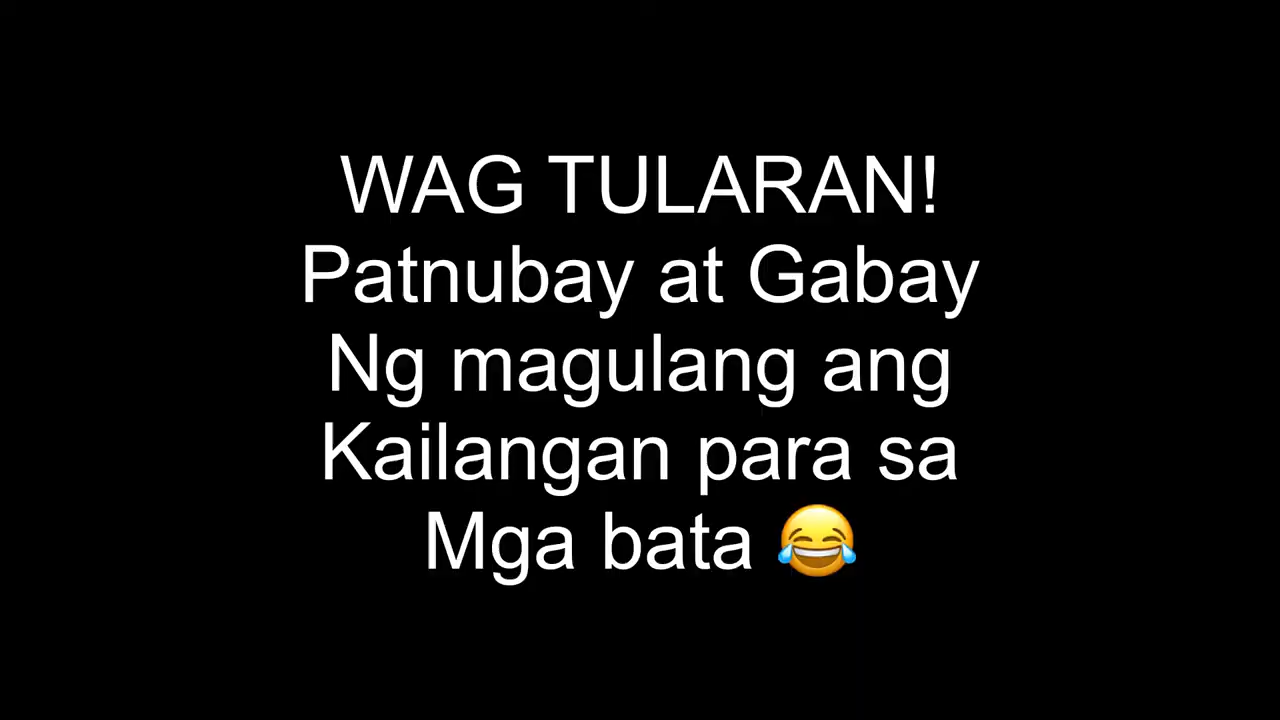 WAG TULARAN!
Patnubay at Gabay
Ng magulang ang
Kailangan para sa
Mga bata 😂